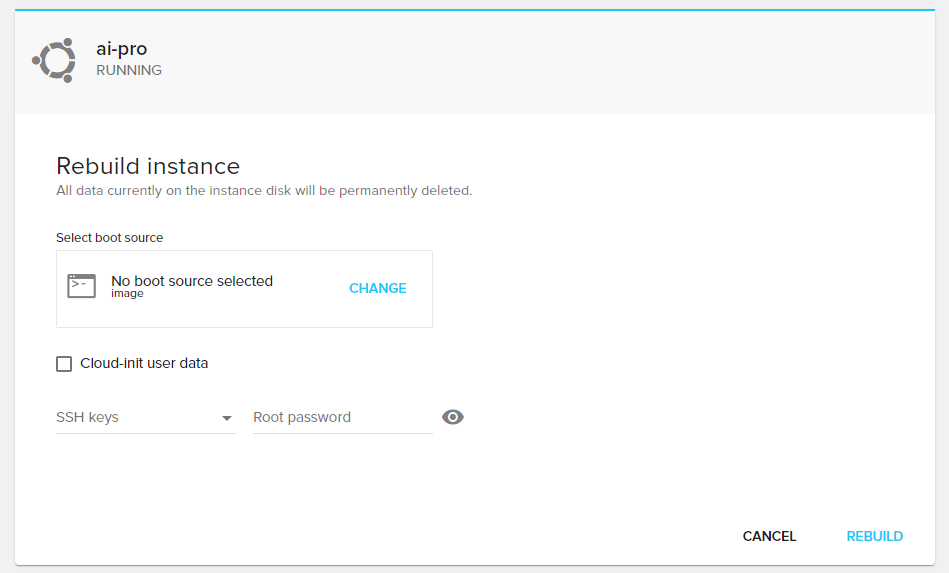 ai-pro
RUNNING
Rebuild instance
All data currently on the instance disk will be permanently deleted.
Select boot source
No boot source selected
image
CHANGE
Cloud-init user data
SSH keys
Root password
CANCEL
REBUILD